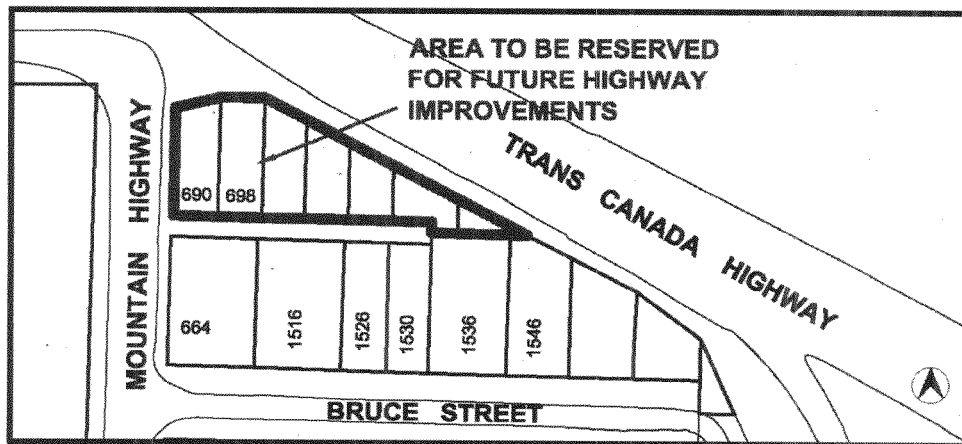 AREA TO BE RESERVED
FOR FUTURE HIGHWAY
IMPROVEMENTS
TRANS CANADA HIGHWAY
MOUNTAIN HIGHWAY
690
698
664
1516
1526
1530
1536
1546
BRUCE STREET